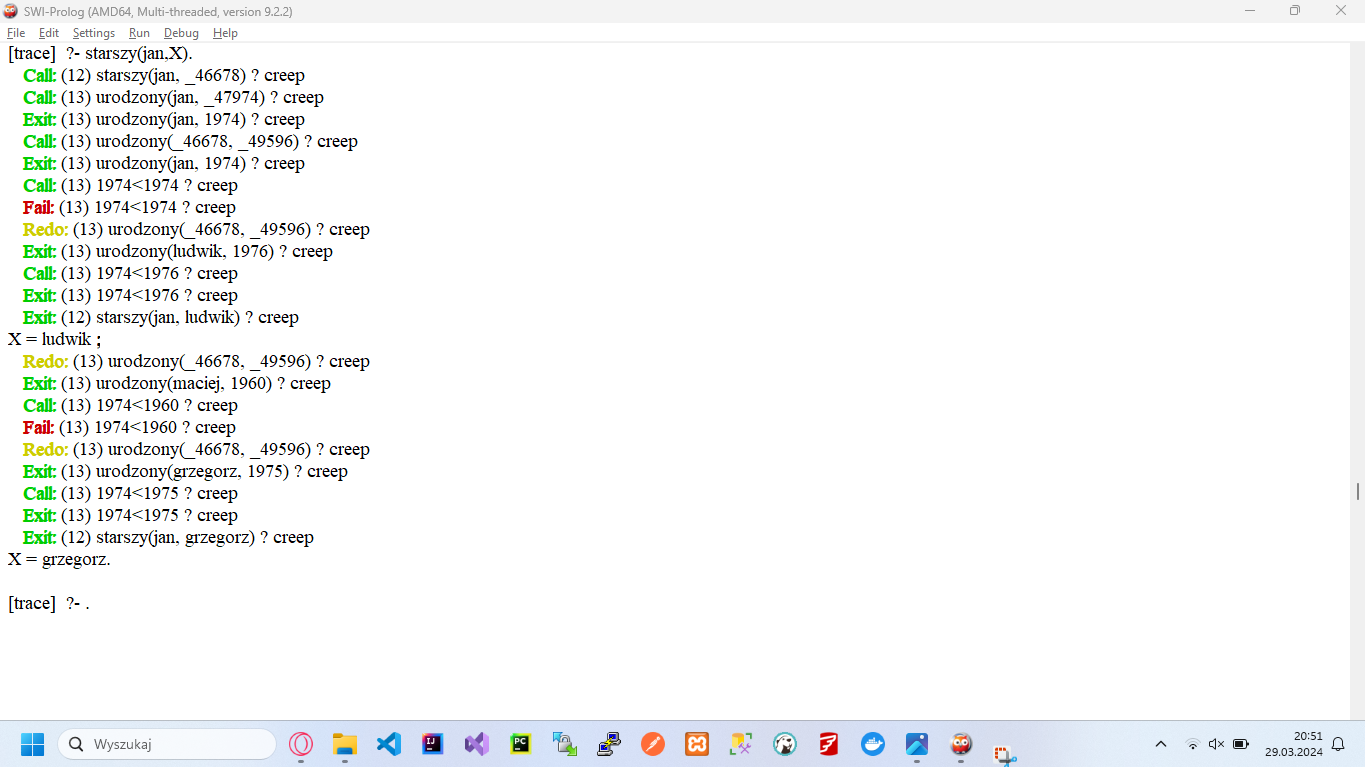 SWI-Prolog (AMD64, Multi-threaded, version 9.2.2)
File Edit Settings Run Debug Help
[trace]  ?- starszy(jan,X).
Call: (12) starszy(jan, _46678) ? creep
Call: (13) urodzony(jan, _47974) ? creep
Exit: (13) urodzony(jan, 1974) ? creep
Call: (13) urodzony(_46678, _49596) ? creep
Exit: (13) urodzony(jan, 1974) ? creep
Call: (13) 1974<1974 ? creep
Fail: (13) 1974<1974 ? creep
Redo: (13) urodzony(_46678, _49596) ? creep
Exit: (13) urodzony(ludwik, 1976) ? creep
Call: (13) 1974<1976 ? creep
Exit: (13) 1974<1976 ? creep
Exit: (12) starszy(jan, ludwik) ? creep
X = ludwik ;
Redo: (13) urodzony(_46678, _49596) ? creep
Exit: (13) urodzony(maciej, 1960) ? creep
Call: (13) 1974<1960 ? creep
Fail: (13) 1974<1960 ? creep
Redo: (13) urodzony(_46678, _49596) ? creep
Exit: (13) urodzony(grzegorz, 1975) ? creep
Call: (13) 1974<1975 ? creep
Exit: (13) 1974<1975 ? creep
Exit: (12) starszy(jan, grzegorz) ? creep
X = grzegorz.
[trace]  ?- .
Wyszukaj
IJ
PC
20:51
29.03.2024